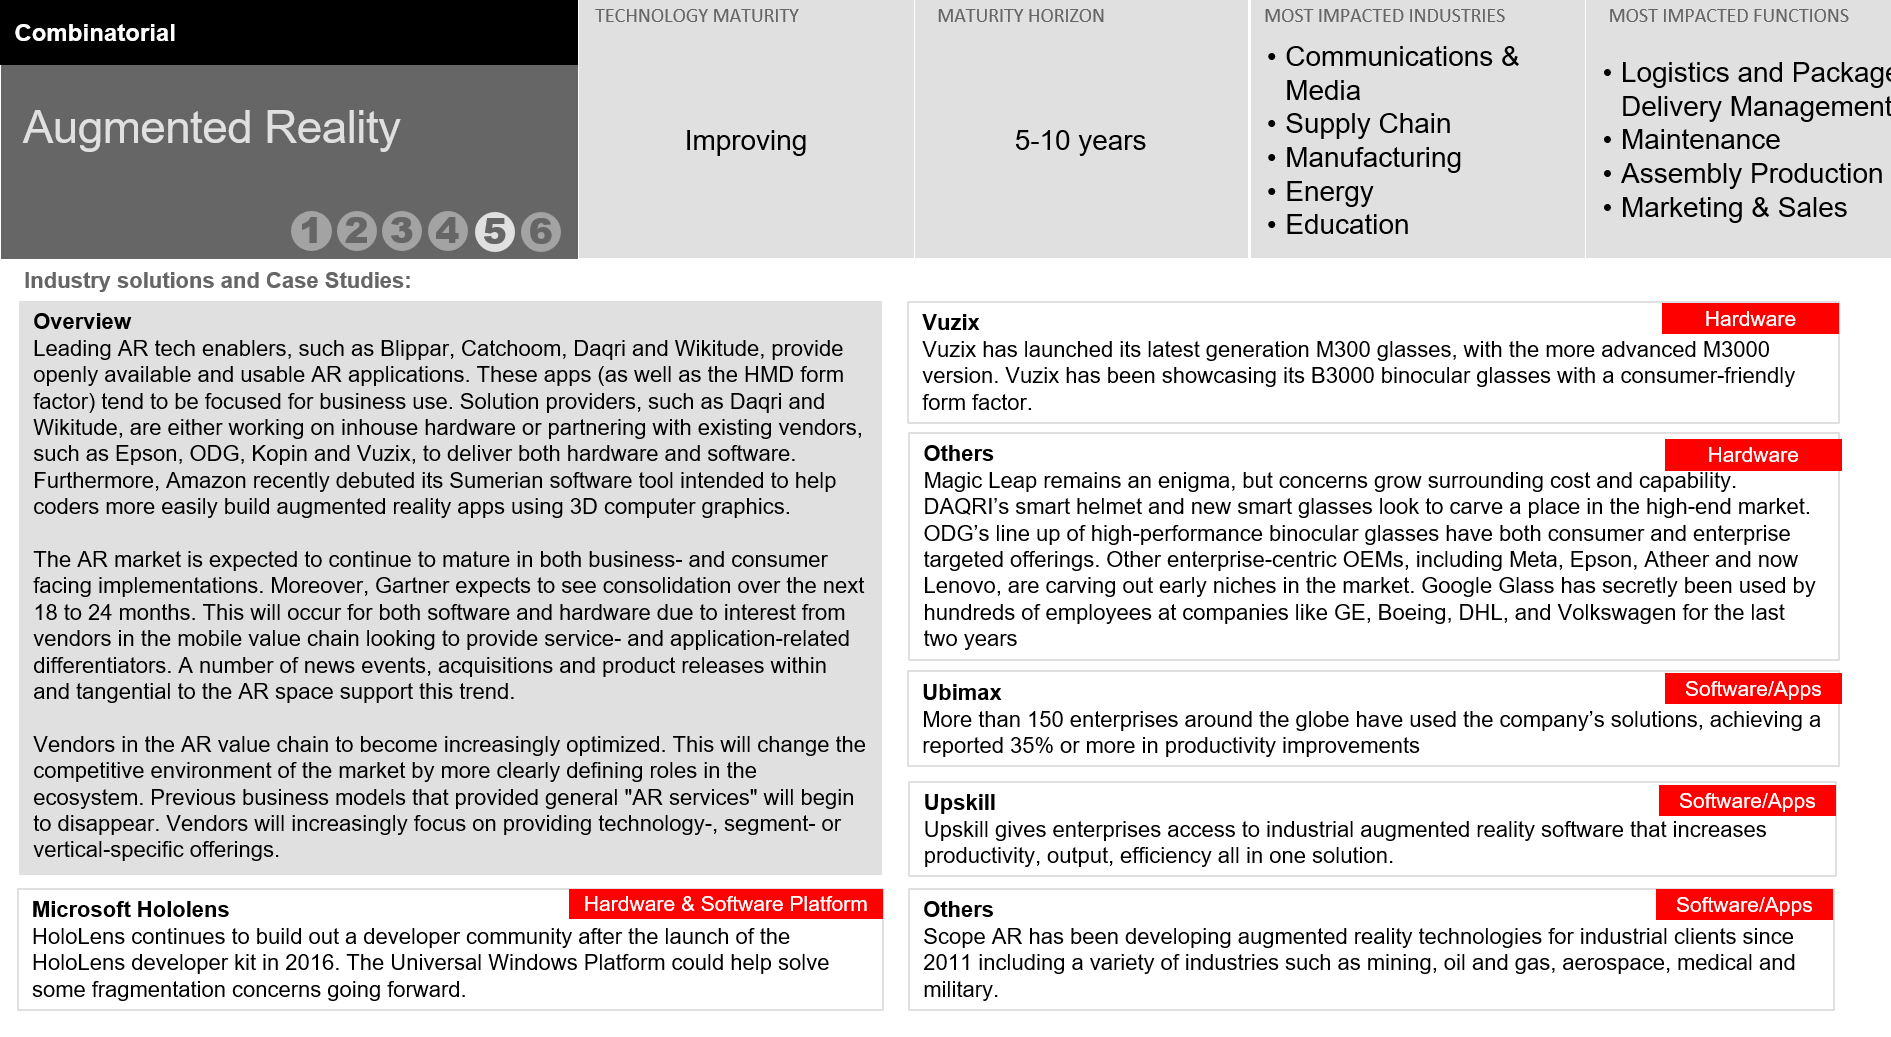 Combinatorial
Augmented Reality
1 2 3 4 5 6
TECHNOLOGY MATURITY
Improving
MATURITY HORIZON
5-10 years
MOST IMPACTED INDUSTRIES
• Communications &
Media
• Supply Chain
• Manufacturing
• Energy
• Education
MOST IMPACTED FUNCTIONS
• Logistics and Package
Delivery Management
• Maintenance
• Assembly Production
• Marketing & Sales
Industry solutions and Case Studies:
Overview
Leading AR tech enablers, such as Blippar, Catchoom, Daqri and Wikitude, provide
openly available and usable AR applications. These apps (as well as the HMD form
factor) tend to be focused for business use. Solution providers, such as Daqri and
Wikitude, are either working on inhouse hardware or partnering with existing vendors,
such as Epson, ODG, Kopin and Vuzix, to deliver both hardware and software.
Furthermore, Amazon recently debuted its Sumerian software tool intended to help
coders more easily build augmented reality apps using 3D computer graphics.
The AR market is expected to continue to mature in both business- and consumer
facing implementations. Moreover, Gartner expects to see consolidation over the next
18 to 24 months. This will occur for both software and hardware due to interest from
vendors in the mobile value chain looking to provide service- and application-related
differentiators. A number of news events, acquisitions and product releases within
and tangential to the AR space support this trend.
Vendors in the AR value chain to become increasingly optimized. This will change the
competitive environment of the market by more clearly defining roles in the
ecosystem. Previous business models that provided general "AR services" will begin
to disappear. Vendors will increasingly focus on providing technology-, segment- or
vertical-specific offerings.
Microsoft Hololens
Hardware & Software Platform
HoloLens continues to build out a developer community after the launch of the
HoloLens developer kit in 2016. The Universal Windows Platform could help solve
some fragmentation concerns going forward.
Vuzix
Hardware
Vuzix has launched its latest generation M300 glasses, with the more advanced M3000
version. Vuzix has been showcasing its B3000 binocular glasses with a consumer-friendly
form factor.
Others
Hardware
Magic Leap remains an enigma, but concerns grow surrounding cost and capability.
DAQRI’s smart helmet and new smart glasses look to carve a place in the high-end market.
ODG’s line up of high-performance binocular glasses have both consumer and enterprise
targeted offerings. Other enterprise-centric OEMs, including Meta, Epson, Atheer and now
Lenovo, are carving out early niches in the market. Google Glass has secretly been used by
hundreds of employees at companies like GE, Boeing, DHL, and Volkswagen for the last
two years
Ubimax
Software/Apps
More than 150 enterprises around the globe have used the company’s solutions, achieving a
reported 35% or more in productivity improvements
Upskill
Software/Apps
Upskill gives enterprises access to industrial augmented reality software that increases
productivity, output, efficiency all in one solution.
Others
Software/Apps
Scope AR has been developing augmented reality technologies for industrial clients since
2011 including a variety of industries such as mining, oil and gas, aerospace, medical and
military.